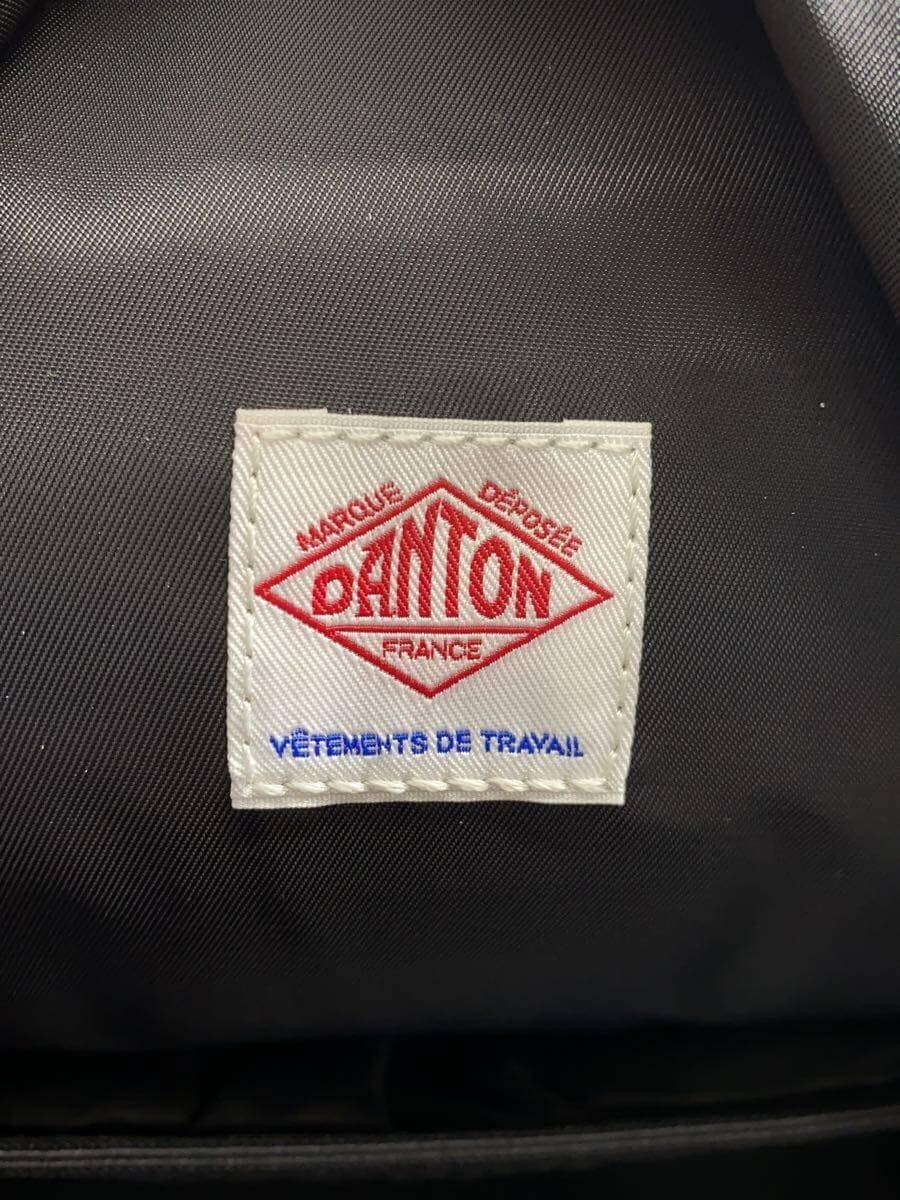 MARQUE DÉPOSÉE
DANTON
FRANCE
VÊTEMENTS DE TRAVAIL